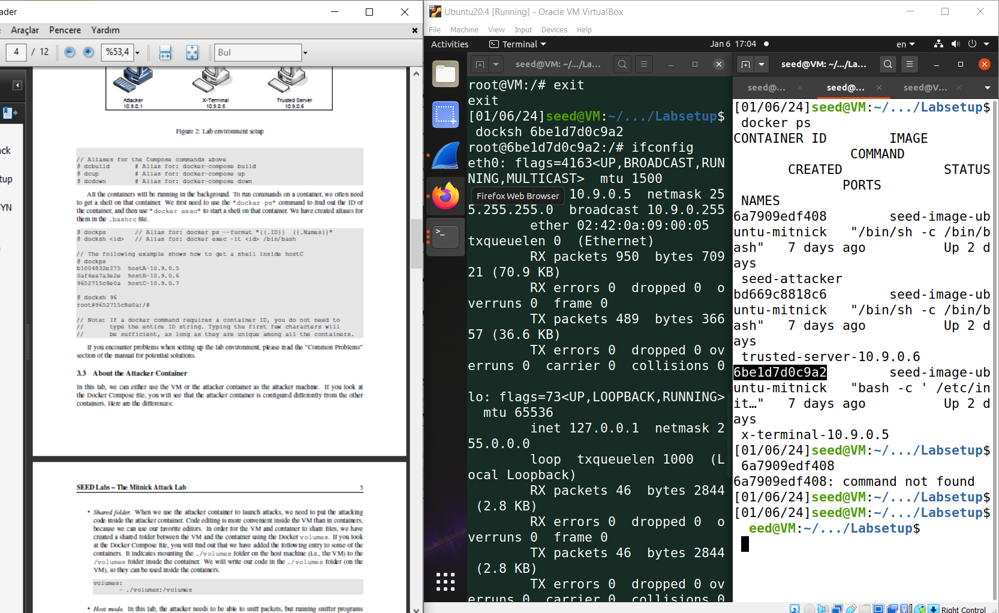 ader
Araçlar Pencere Yardım
4 / 12 %53,4 Bul
Attacker
10.9.0.1
X-Terminal
10.9.0.5
Trusted Server
10.9.0.6
Figure 2: Lab environment setup
// Aliases for the Compose commands above
$ dcbuild # Alias for: docker-compose build
$ dcup # Alias for: docker-compose up
$ dcdown # Alias for: docker-compose down
All the containers will be running in the background. To run commands on a container, we often need
to get a shell on that container. We first need to use the "docker ps" command to find out the ID of
the container, and then use "docker exec" to start a shell on that container. We have created aliases for
them in the .bashrc file.
$ dockps // Alias for: docker ps --format "{{.ID}} {{.Names}}"
$ docksh <id> // Alias for: docker exec -it <id> /bin/bash
// The following example shows how to get a shell inside hostC
$ dockps
b1004832e275 hostA-10.9.0.5
0af4ea7a3e2e hostB-10.9.0.6
9652715c8e0a hostC-10.9.0.7
$ docksh 96
root@9652715c8e0a:/#
// Note: If a docker command requires a container ID, you do not need to
// type the entire ID string. Typing the first few characters will
// be sufficient, as long as they are unique among all the containers.
If you encounter problems when setting up the lab environment, please read the "Common Problems"
section of the manual for potential solutions.
3.3 About the Attacker Container
In this lab, we can either use the VM or the attacker container as the attacker machine. If you look at
the Docker Compose file, you will see that the attacker container is configured differently from the other
containers. Here are the differences:
SEED Labs – The Mitnick Attack Lab 5
• Shared folder. When we use the attacker container to launch attacks, we need to put the attacking
code inside the attacker container. Code editing is more convenient inside the VM than in containers,
because we can use our favorite editors. In order for the VM and container to share files, we have
created a shared folder between the VM and the container using the Docker volumes. If you look
at the Docker Compose file, you will find out that we have added the following entry to some of the
containers. It indicates mounting the ./volumes folder on the host machine (i.e., the VM) to the
/volumes folder inside the container. We will write our code in the ./volumes folder (on the
VM), so they can be used inside the containers.
volumes:
- ./volumes:/volumes
• Host mode. In this lab, the attacker needs to be able to sniff packets, but running sniffer programs
ck
tup
YN
Ubuntu20.4 [Running] - Oracle VM VirtualBox
File Machine View Input Devices Help
Activities Terminal Jan 6 17:04 en
seed@VM: ~/.../La...
root@VM:/# exit
exit
[01/06/24]seed@VM:~/.../Labsetup$
docksh 6be1d7d0c9a2
root@6be1d7d0c9a2:/# ifconfig
eth0: flags=4163<UP,BROADCAST,RUN
NING,MULTICAST> mtu 1500
10.9.0.5 netmask 25
Firefox Web Browser
5.255.255.0 broadcast 10.9.0.255
ether 02:42:0a:09:00:05
txqueuelen 0 (Ethernet)
RX packets 950 bytes 709
21 (70.9 KB)
RX errors 0 dropped 0 o
verruns 0 frame 0
TX packets 489 bytes 366
57 (36.6 KB)
TX errors 0 dropped 0 ov
erruns 0 carrier 0 collisions 0
lo: flags=73<UP,LOOPBACK,RUNNING>
mtu 65536
inet 127.0.0.1 netmask 2
55.0.0.0
loop txqueuelen 1000 (L
ocal Loopback)
RX packets 46 bytes 2844
(2.8 KB)
RX errors 0 dropped 0 o
verruns 0 frame 0
TX packets 46 bytes 2844
(2.8 KB)
TX errors 0 dropped 0 ov
erruns 0 carrier 0 collisions 0
seed@VM: ~/.../La...
seed@... seed@... seed@V...
[01/06/24]seed@VM:~/.../Labsetup$
docker ps
CONTAINER ID IMAGE
COMMAND
CREATED STATUS
PORTS
NAMES
6a7909edf408 seed-image-ub
untu-mitnick "/bin/sh -c /bin/b
ash" 7 days ago Up 2 d
ays
seed-attacker
bd669c8818c6 seed-image-ub
untu-mitnick "/bin/sh -c /bin/b
ash" 7 days ago Up 2 d
ays
trusted-server-10.9.0.6
6be1d7d0c9a2 seed-image-ub
untu-mitnick "bash -c ' /etc/in
it…" 7 days ago Up 2 d
ays
x-terminal-10.9.0.5
[01/06/24]seed@VM:~/.../Labsetup$
6a7909edf408
6a7909edf408: command not found
[01/06/24]seed@VM:~/.../Labsetup$
[01/06/24]seed@VM:~/.../Labsetup$
eed@VM:~/.../Labsetup$
Right Control